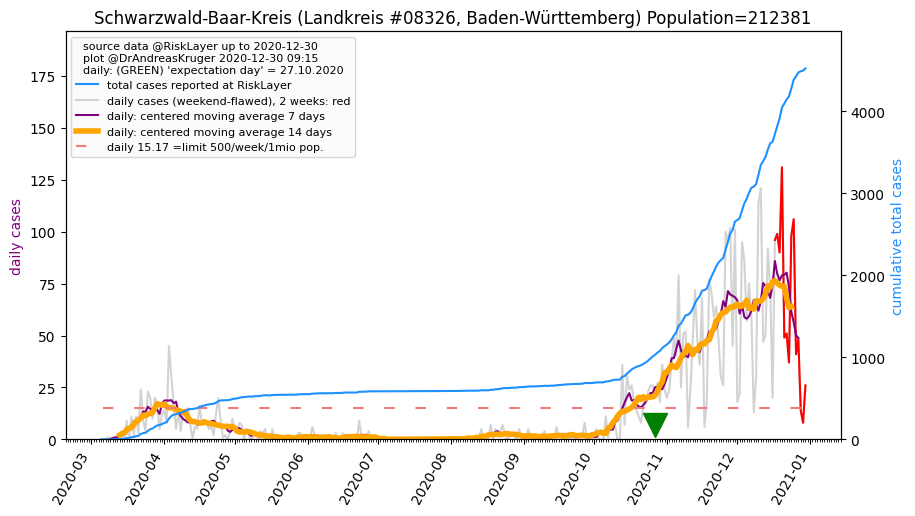 Schwarzwald-Baar-Kreis (Landkreis #08326, Baden-Württemberg) Population=212381
source data @RiskLayer up to 2020-12-30
plot @DrAndreasKruger 2020-12-30 09:15
daily: (GREEN) 'expectation day' = 27.10.2020
total cases reported at RiskLayer
daily cases (weekend-flawed), 2 weeks: red
daily: centered moving average 7 days
daily: centered moving average 14 days
daily 15.17 =limit 500/week/1mio pop.
daily cases
175
150
125
100
75
50
25
0
cumulative total cases
4000
3000
2000
1000
0
2020-03
2020-04
2020-05
2020-06
2020-07
2020-08
2020-09
2020-10
2020-11
2020-12
2021-01